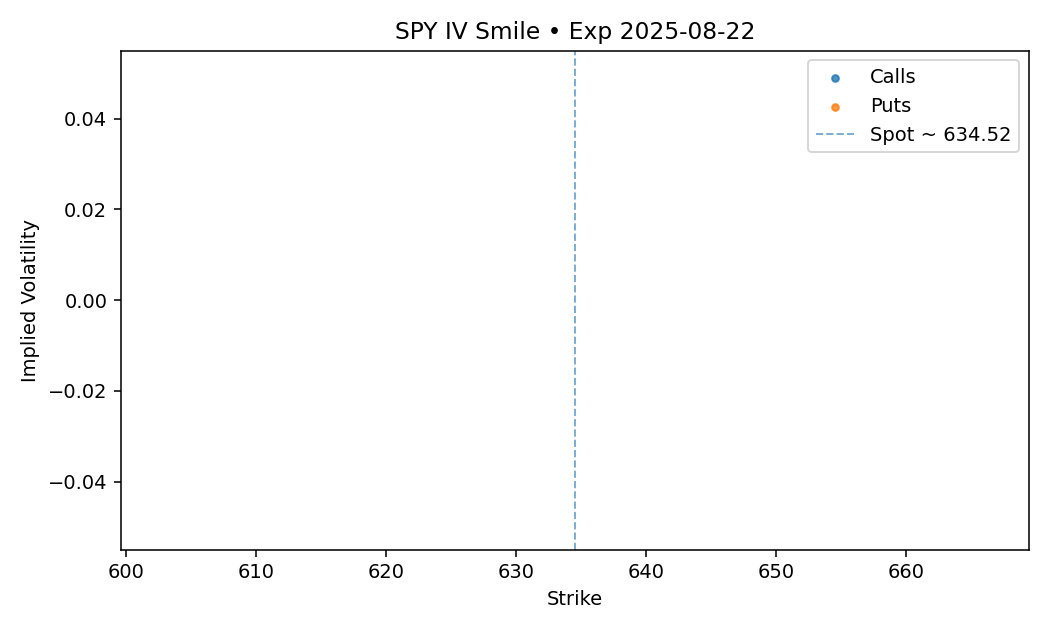 SPY IV Smile • Exp 2025-08-22
Calls
Puts
Spot ~ 634.52
Implied Volatility
0.04
0.02
0.00
−0.02
−0.04
600 610 620 630 640 650 660
Strike